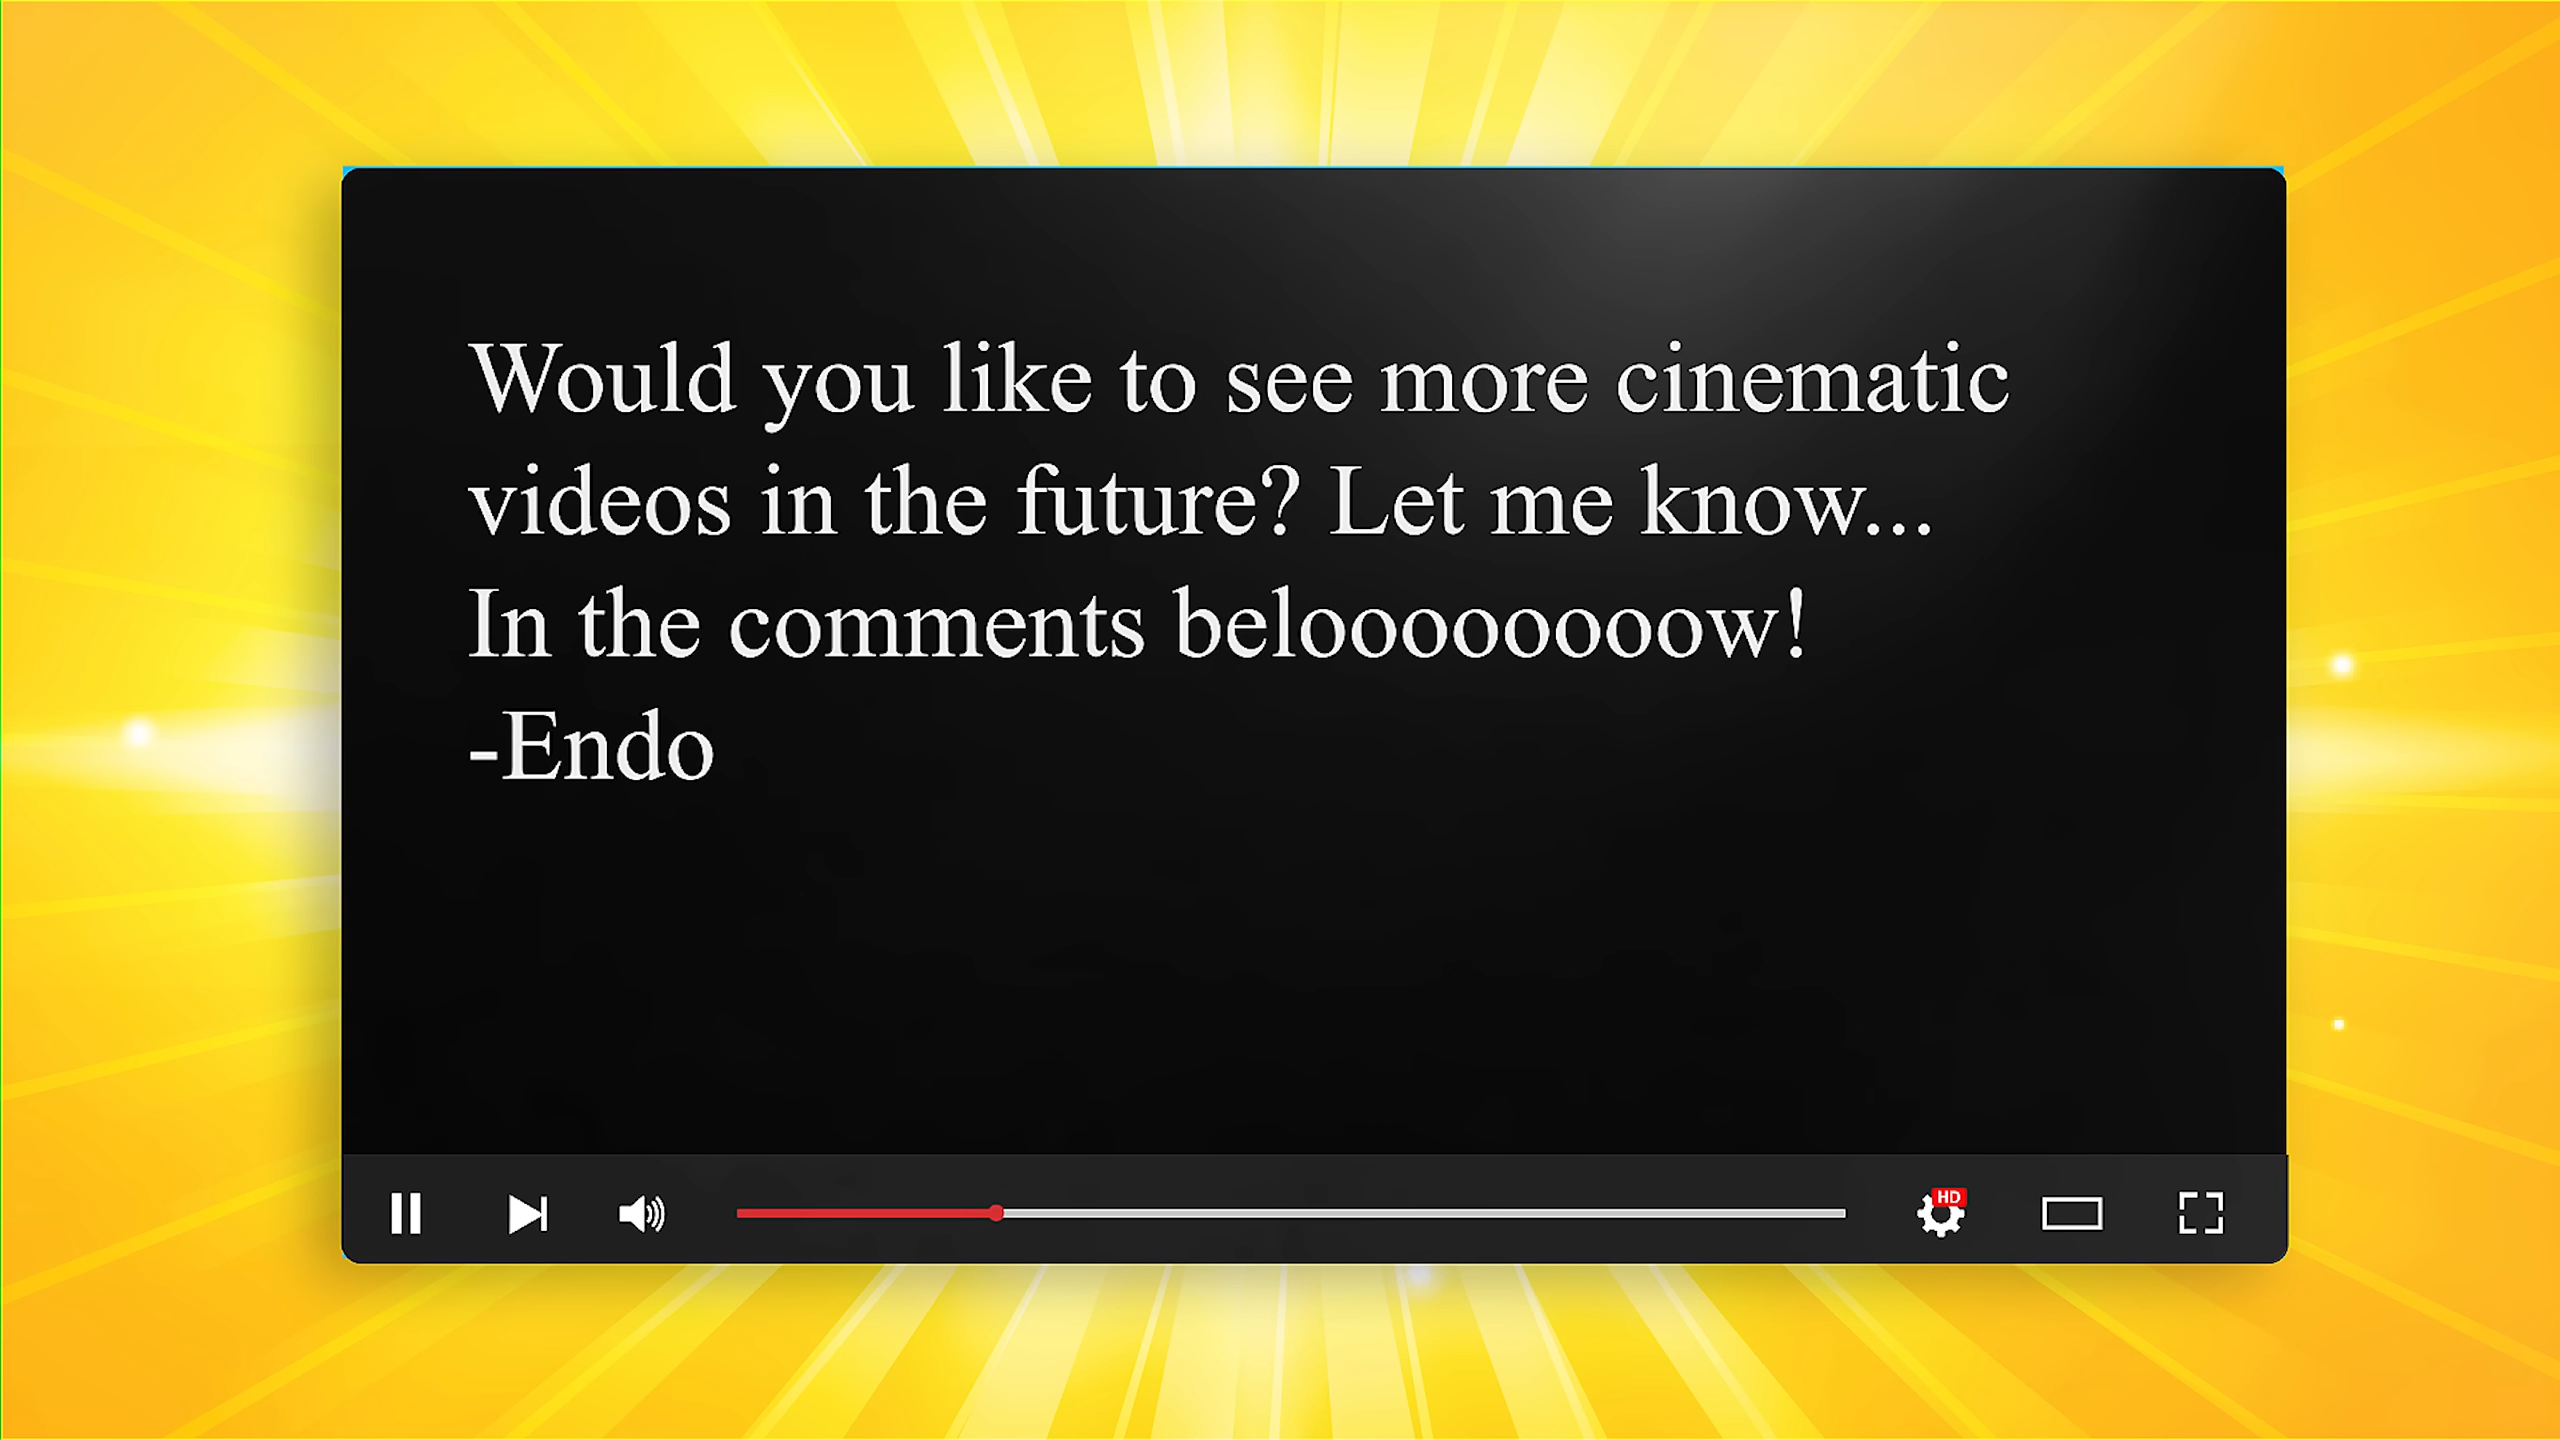 Would you like to see more cinematic
videos in the future? Let me know...
In the comments beloooooooow!
-Endo
HD